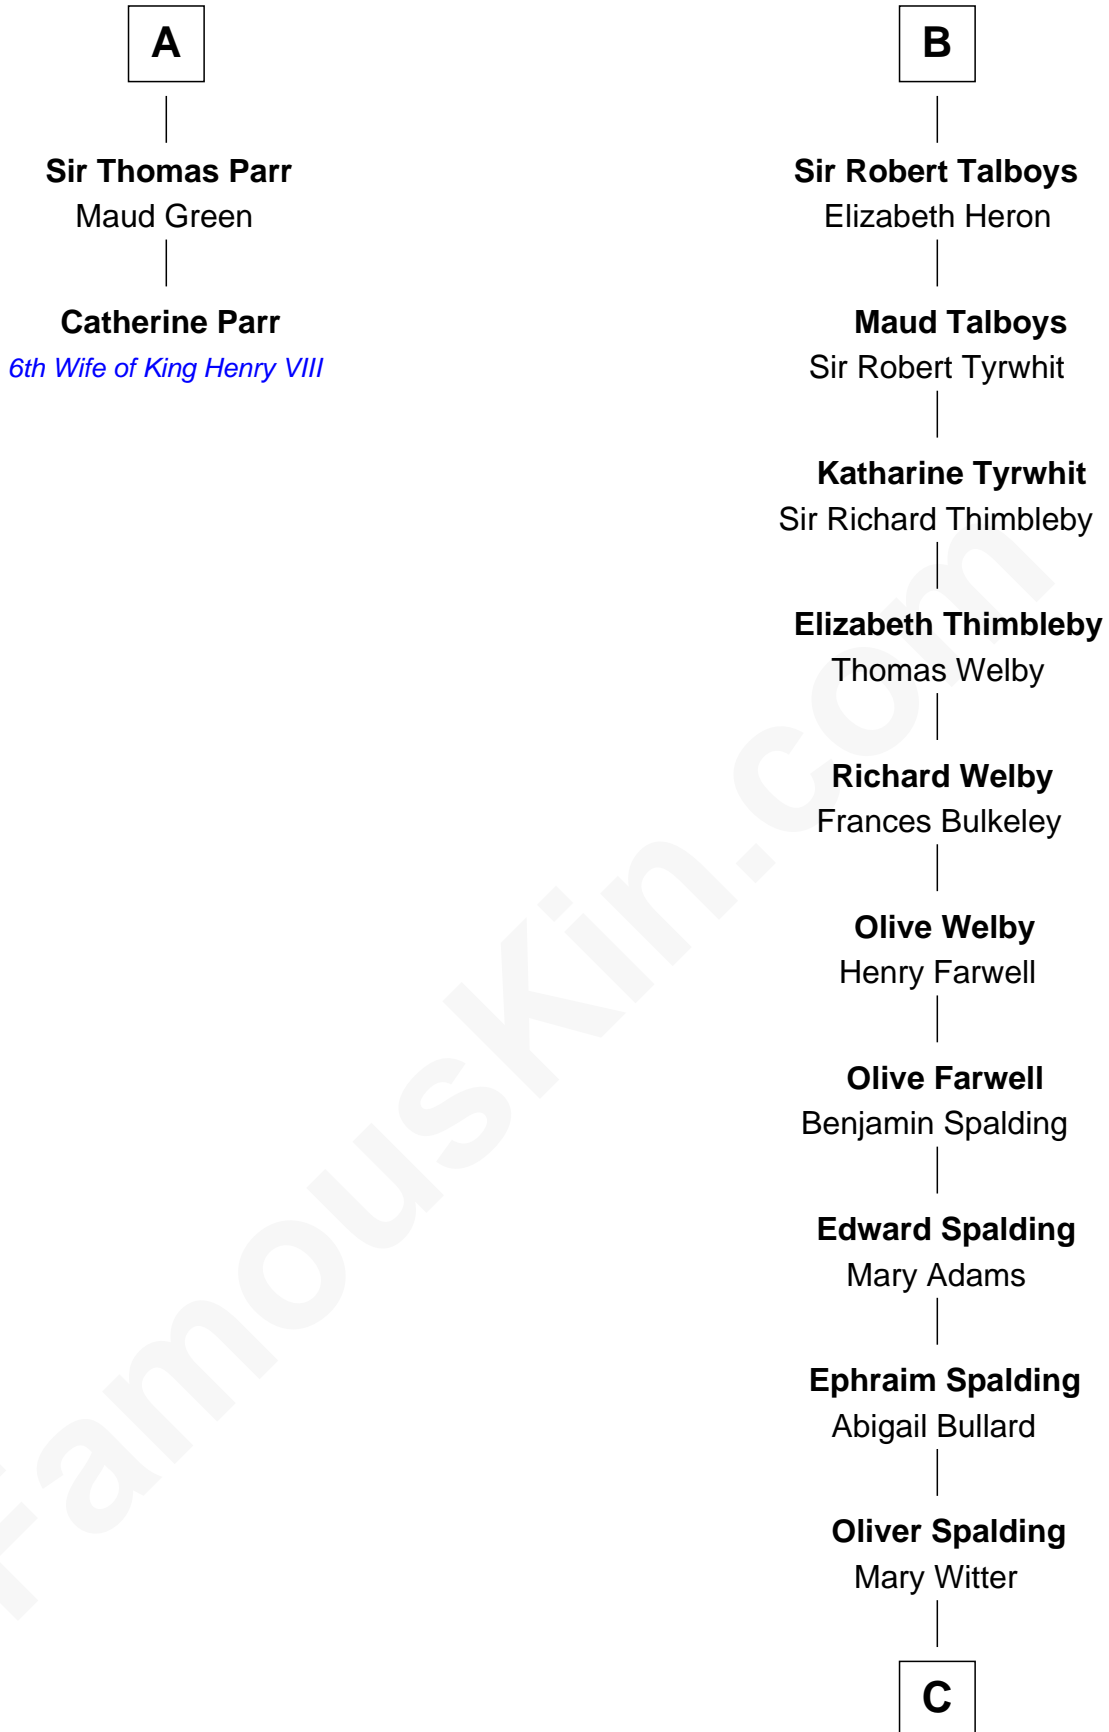 A
Sir Thomas Parr
Maud Green
Catherine Parr
6th Wife of King Henry VIII
B
Sir Robert Talboys
Elizabeth Heron
Maud Talboys
Sir Robert Tyrwhit
Katharine Tyrwhit
Sir Richard Thimbleby
Elizabeth Thimbleby
Thomas Welby
Richard Welby
Frances Bulkeley
Olive Welby
Henry Farwell
Olive Farwell
Benjamin Spalding
Edward Spalding
Mary Adams
Ephraim Spalding
Abigail Bullard
Oliver Spalding
Mary Witter
C
FamousKin.com